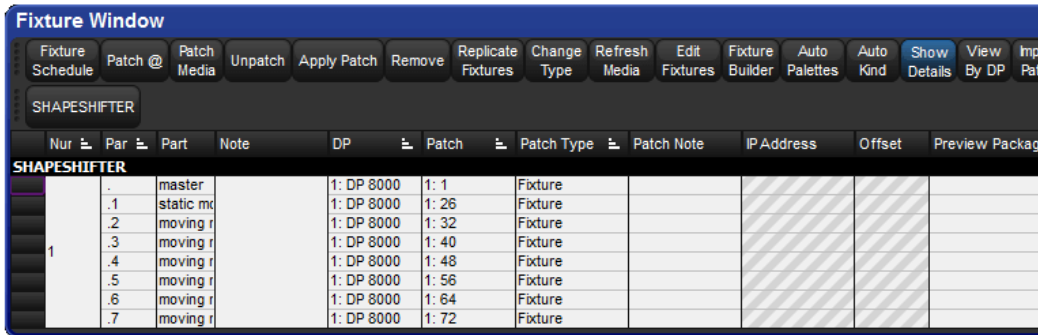 Fixture Window
Fixture Schedule Patch @ Patch Media Unpatch Apply Patch Remove Replicate Fixtures Change Type Refresh Media Edit Fixtures Fixture Builder Auto Palettes Auto Kind Show Details View By DP
SHAPESHIFTER
Par Part Note DP Patch Patch Type Patch Note IP Address Offset Preview
SHAPESHIFTER
. master 1: DP 8000 1: 1 Fixture
.1 static 1: DP 8000 1: 26 Fixture
.2 moving 1: DP 8000 1: 32 Fixture
.3 moving 1: DP 8000 1: 40 Fixture
1
.4 moving 1: DP 8000 1: 48 Fixture
.5 moving 1: DP 8000 1: 56 Fixture
.6 moving 1: DP 8000 1: 64 Fixture
.7 moving 1: DP 8000 1: 72 Fixture